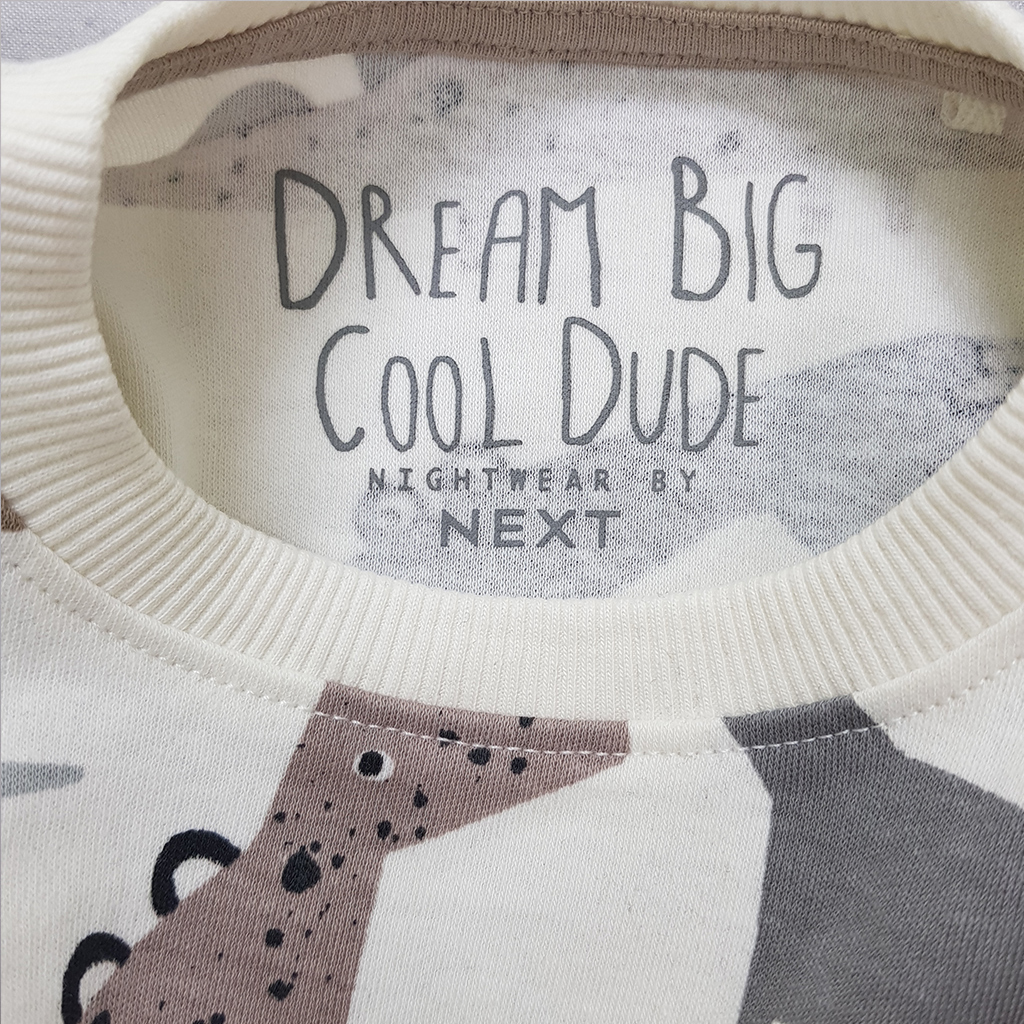 DREAM BIG
COOL DUDE
NIGHTWEAR BY
NEXT